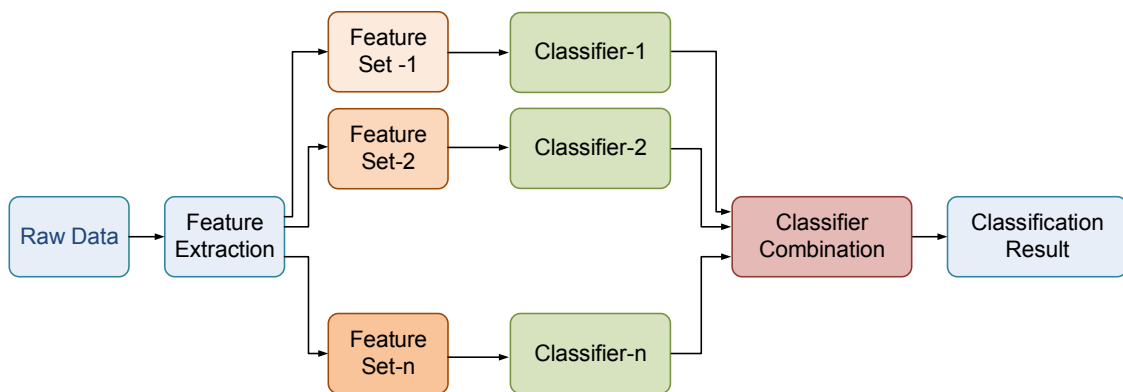 Raw Data
Feature
Extraction
Feature
Set -1
Classifier-1
Feature
Set-2
Classifier-2
Feature
Set-n
Classifier-n
Classifier
Combination
Classification
Result